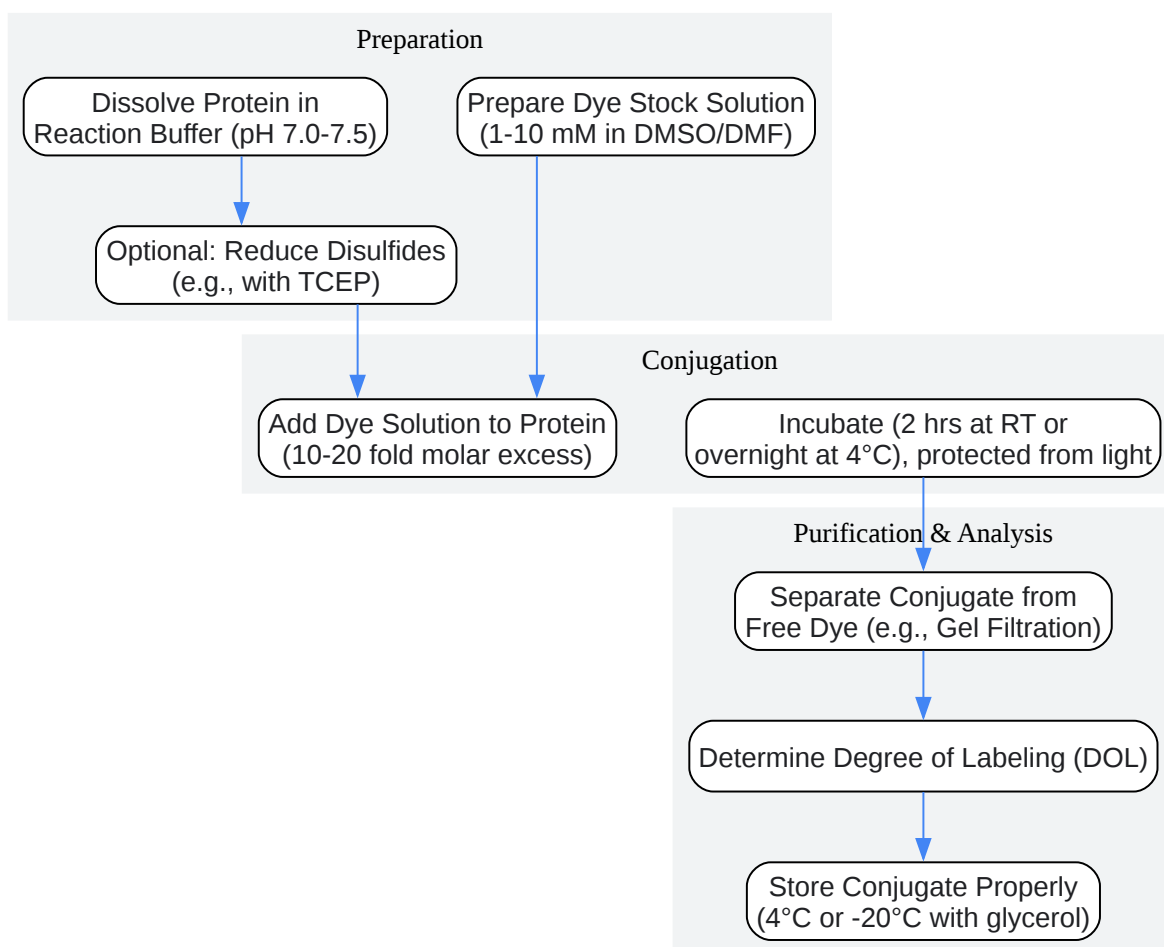 Preparation
Dissolve Protein in
Reaction Buffer (pH 7.0-7.5)
Prepare Dye Stock Solution
(1-10 mM in DMSO/DMF)
Optional: Reduce Disulfides
(e.g., with TCEP)
Conjugation
Add Dye Solution to Protein
(10-20 fold molar excess)
Incubate (2 hrs at RT or
overnight at 4°C), protected from light
Purification & Analysis
Separate Conjugate from
Free Dye (e.g., Gel Filtration)
Determine Degree of Labeling (DOL)
Store Conjugate Properly
(4°C or -20°C with glycerol)